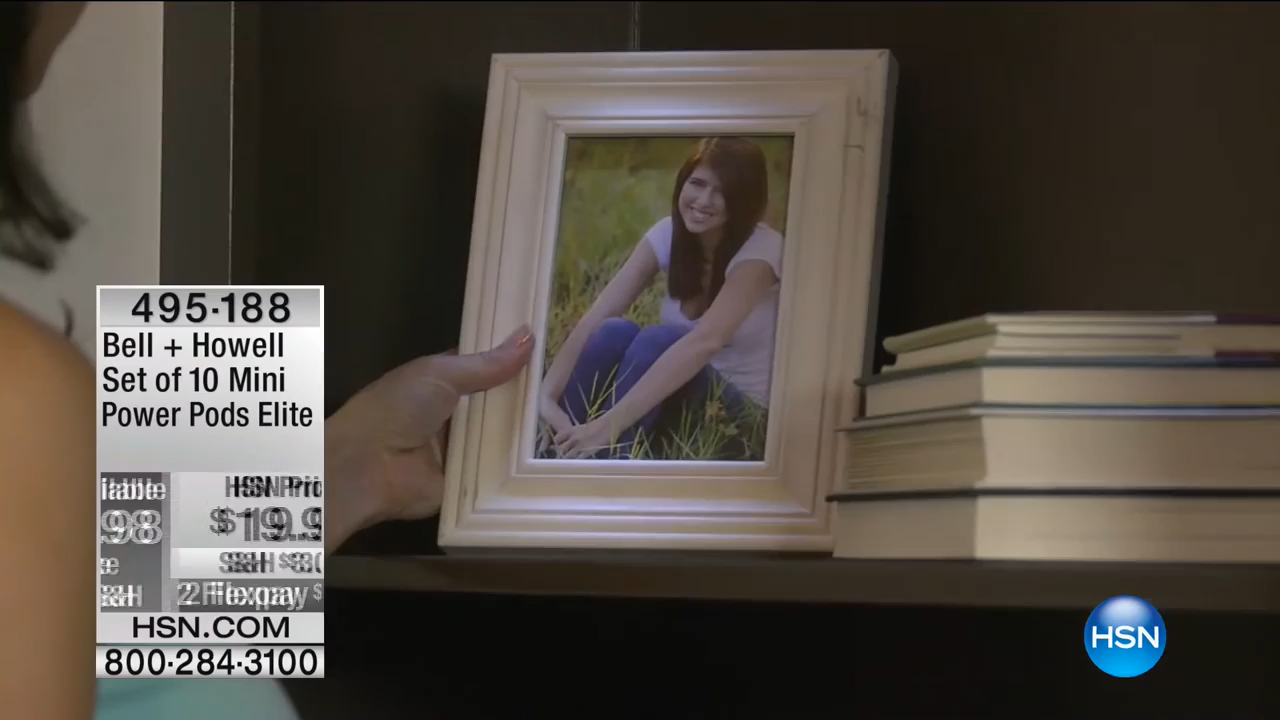 495-188
Bell + Howell
Set of 10 Mini
Power Pods Elite
HSN.COM
800-284-3100
HSN